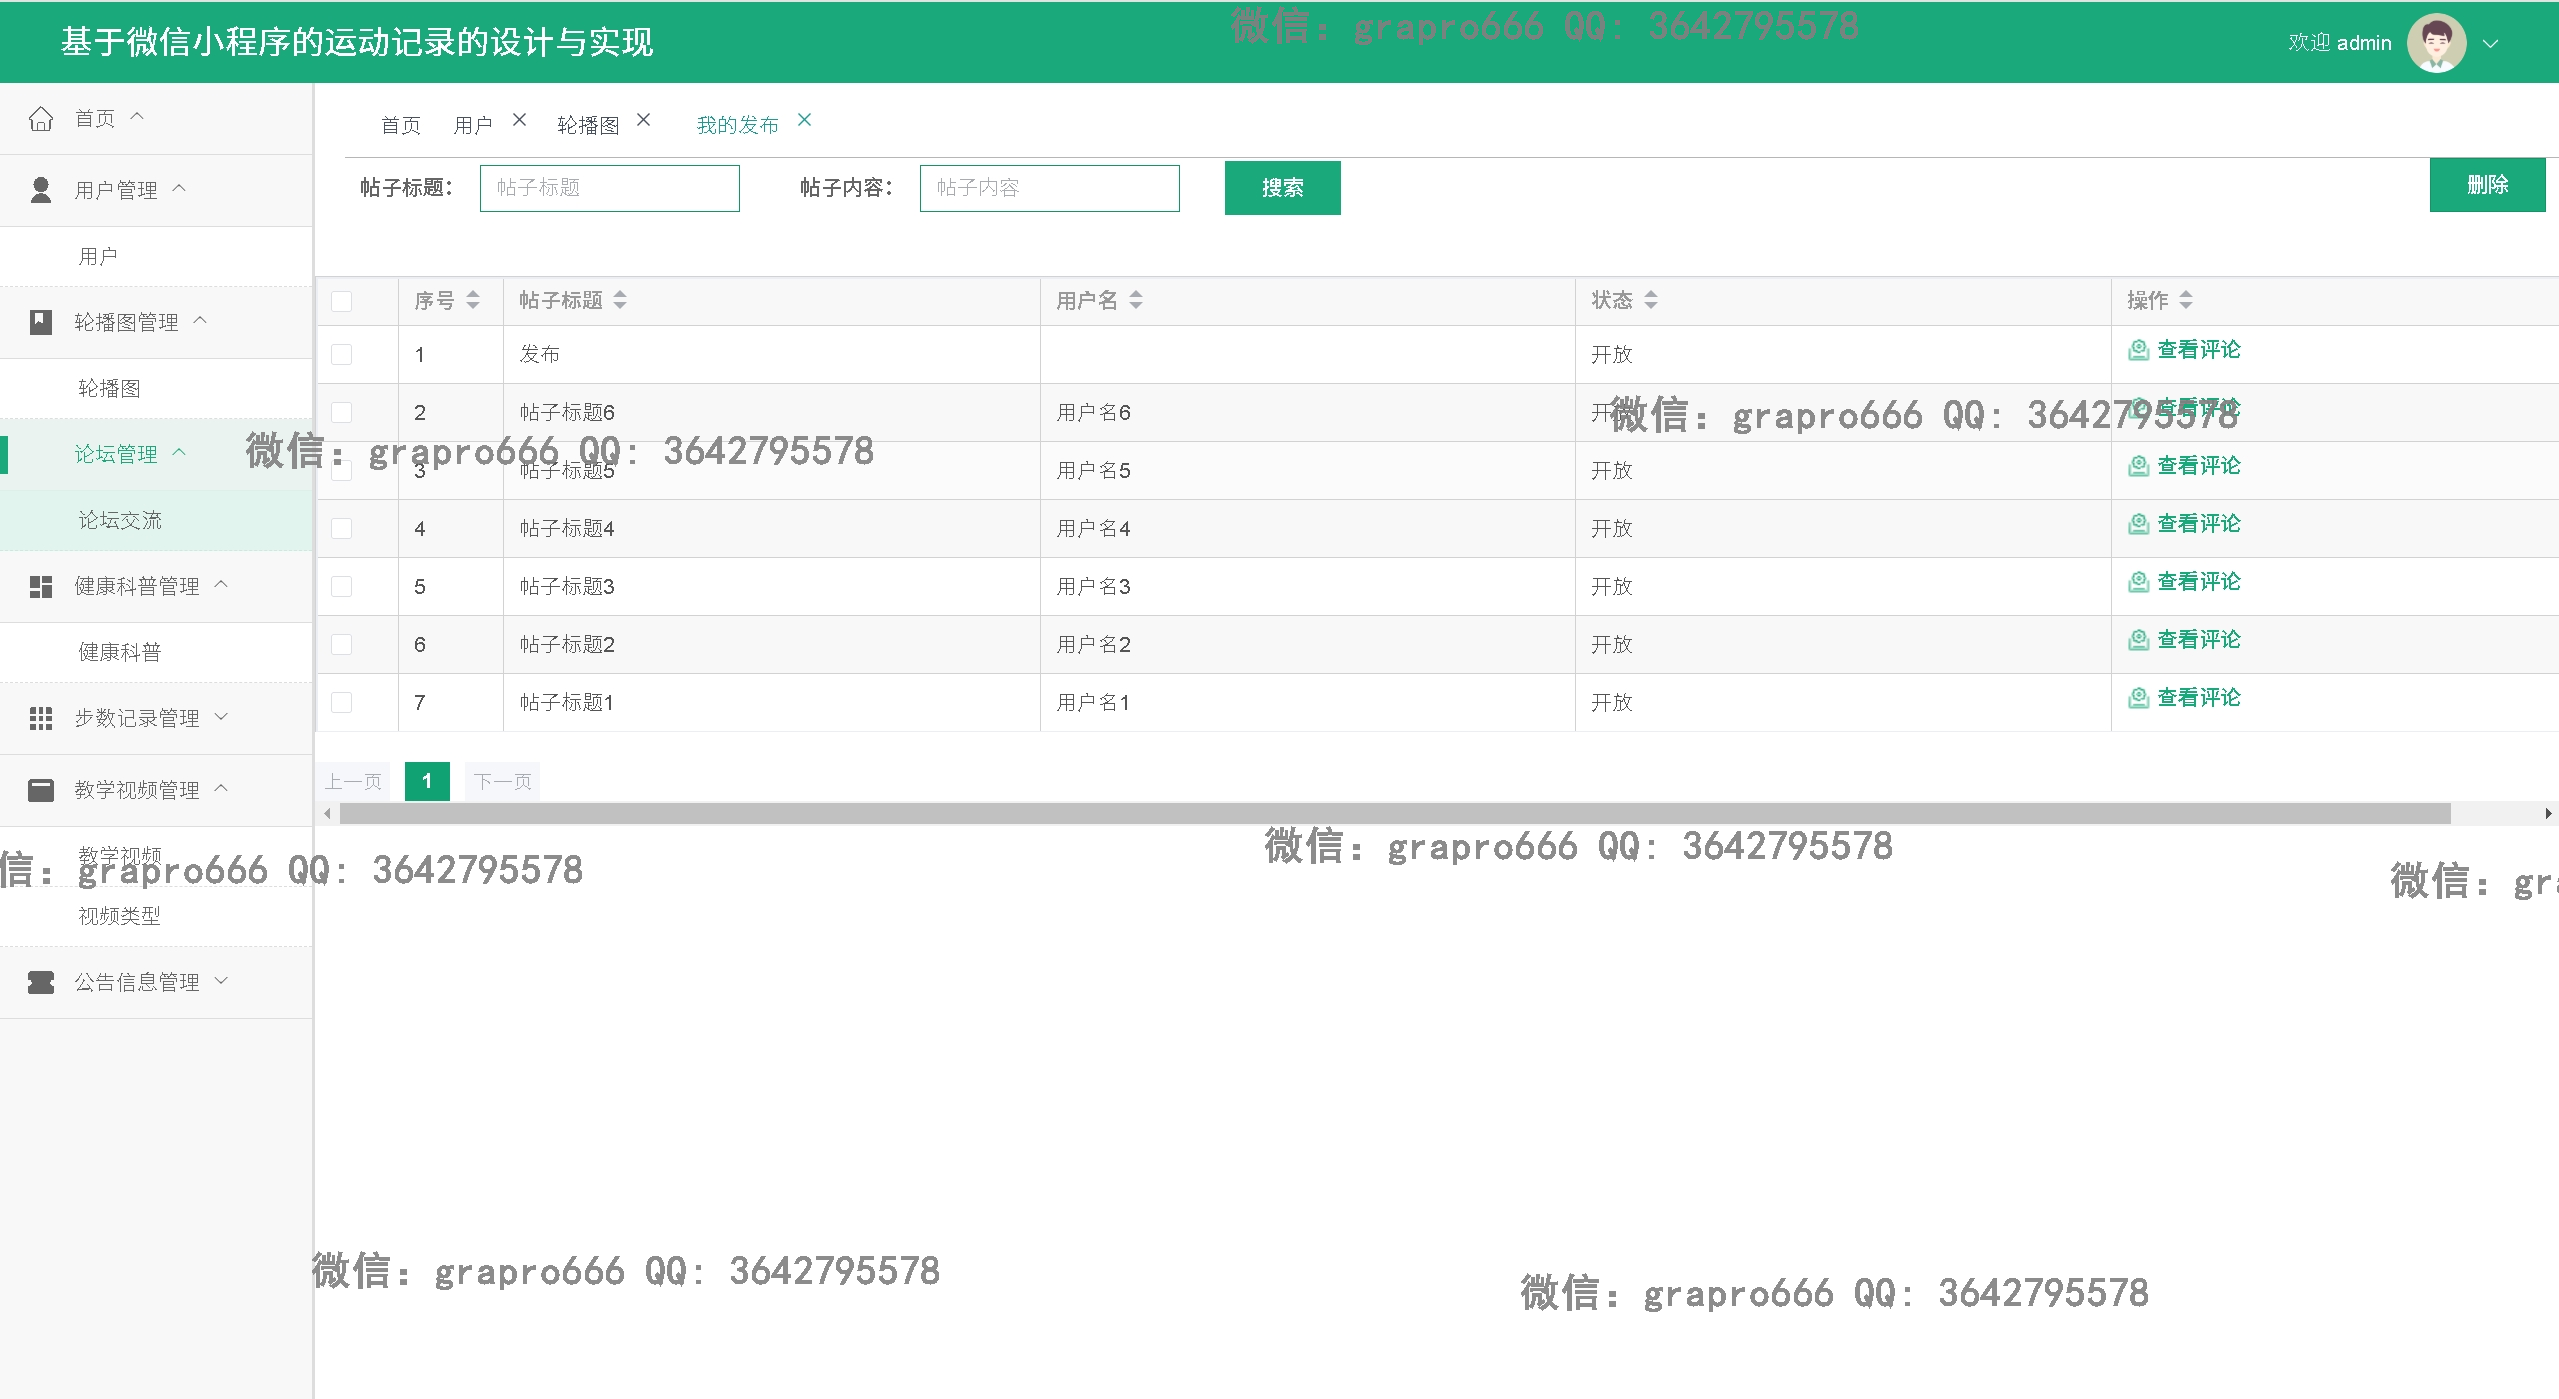 基于微信小程序的运动记录的设计与实现
微信: grapro666 QQ: 3642795578
欢迎 admin
首页
用户管理
用户
轮播图管理
轮播图
论坛管理
论坛交流
健康科普管理
健康科普
步数记录管理
教学视频管理
教学视频
视频类型
公告信息管理
首页 用户 轮播图 我的发布
帖子标题: 帖子标题 帖子内容: 帖子内容 搜索 删除
序号 帖子标题 用户名 状态 操作
1 发布 开放 查看评论
2 帖子标题6 用户名6 开放 查看评论
微信: grapro666 QQ: 3642795578
微信: grapro666 QQ: 3642795578
3 帖子标题5 用户名5 开放 查看评论
4 帖子标题4 用户名4 开放 查看评论
5 帖子标题3 用户名3 开放 查看评论
6 帖子标题2 用户名2 开放 查看评论
7 帖子标题1 用户名1 开放 查看评论
上一页 1 下一页
微信: grapro666 QQ: 3642795578
信: grapro666 QQ: 3642795578
微信: gr
微信: grapro666 QQ: 3642795578
微信: grapro666 QQ: 3642795578